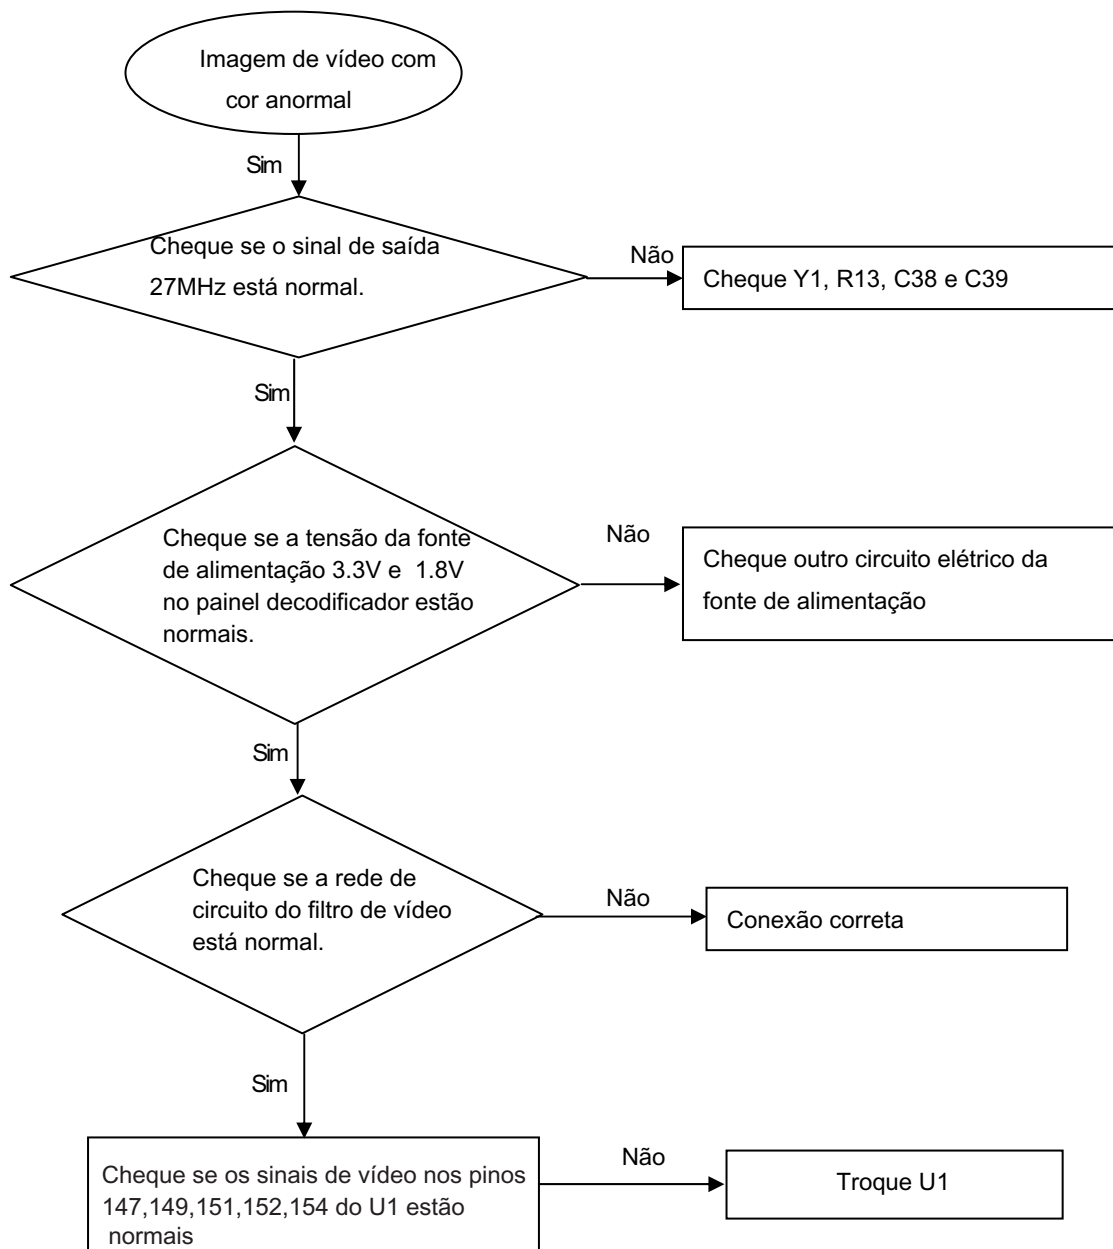 Imagem de vídeo com
cor anormal
Sim
Cheque se o sinal de saída
27MHz está normal.
Não
Cheque Y1, R13, C38 e C39
Sim
Cheque se a tensão da fonte
de alimentação 3.3V e 1.8V
no painel decodificador estão
normais.
Não
Cheque outro circuito elétrico da
fonte de alimentação
Sim
Cheque se a rede de
circuito do filtro de vídeo
está normal.
Não
Conexão correta
Sim
Cheque se os sinais de vídeo nos pinos
147,149,151,152,154 do U1 estão
normais
Não
Troque U1